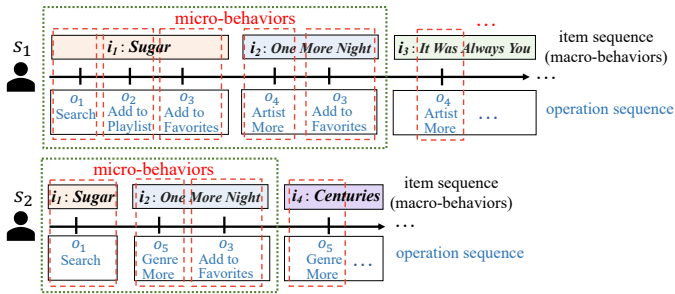 micro-behaviors
...
s₁
i₁ : Sugar
i₂ : One More Night
i₃ : It Was Always You
item sequence
(macro-behaviors)
...
o₁
Search
o₂
Add to
Playlist
o₃
Add to
Favorites
o₄
Artist
More
o₃
Add to
Favorites
o₄
Artist
More
...
operation sequence
micro-behaviors
s₂
i₁ : Sugar
i₂ : One More Night
i₄ : Centuries
item sequence
(macro-behaviors)
...
o₁
Search
o₅
Genre
More
o₃
Add to
Favorites
o₅
Genre
More
...
operation sequence